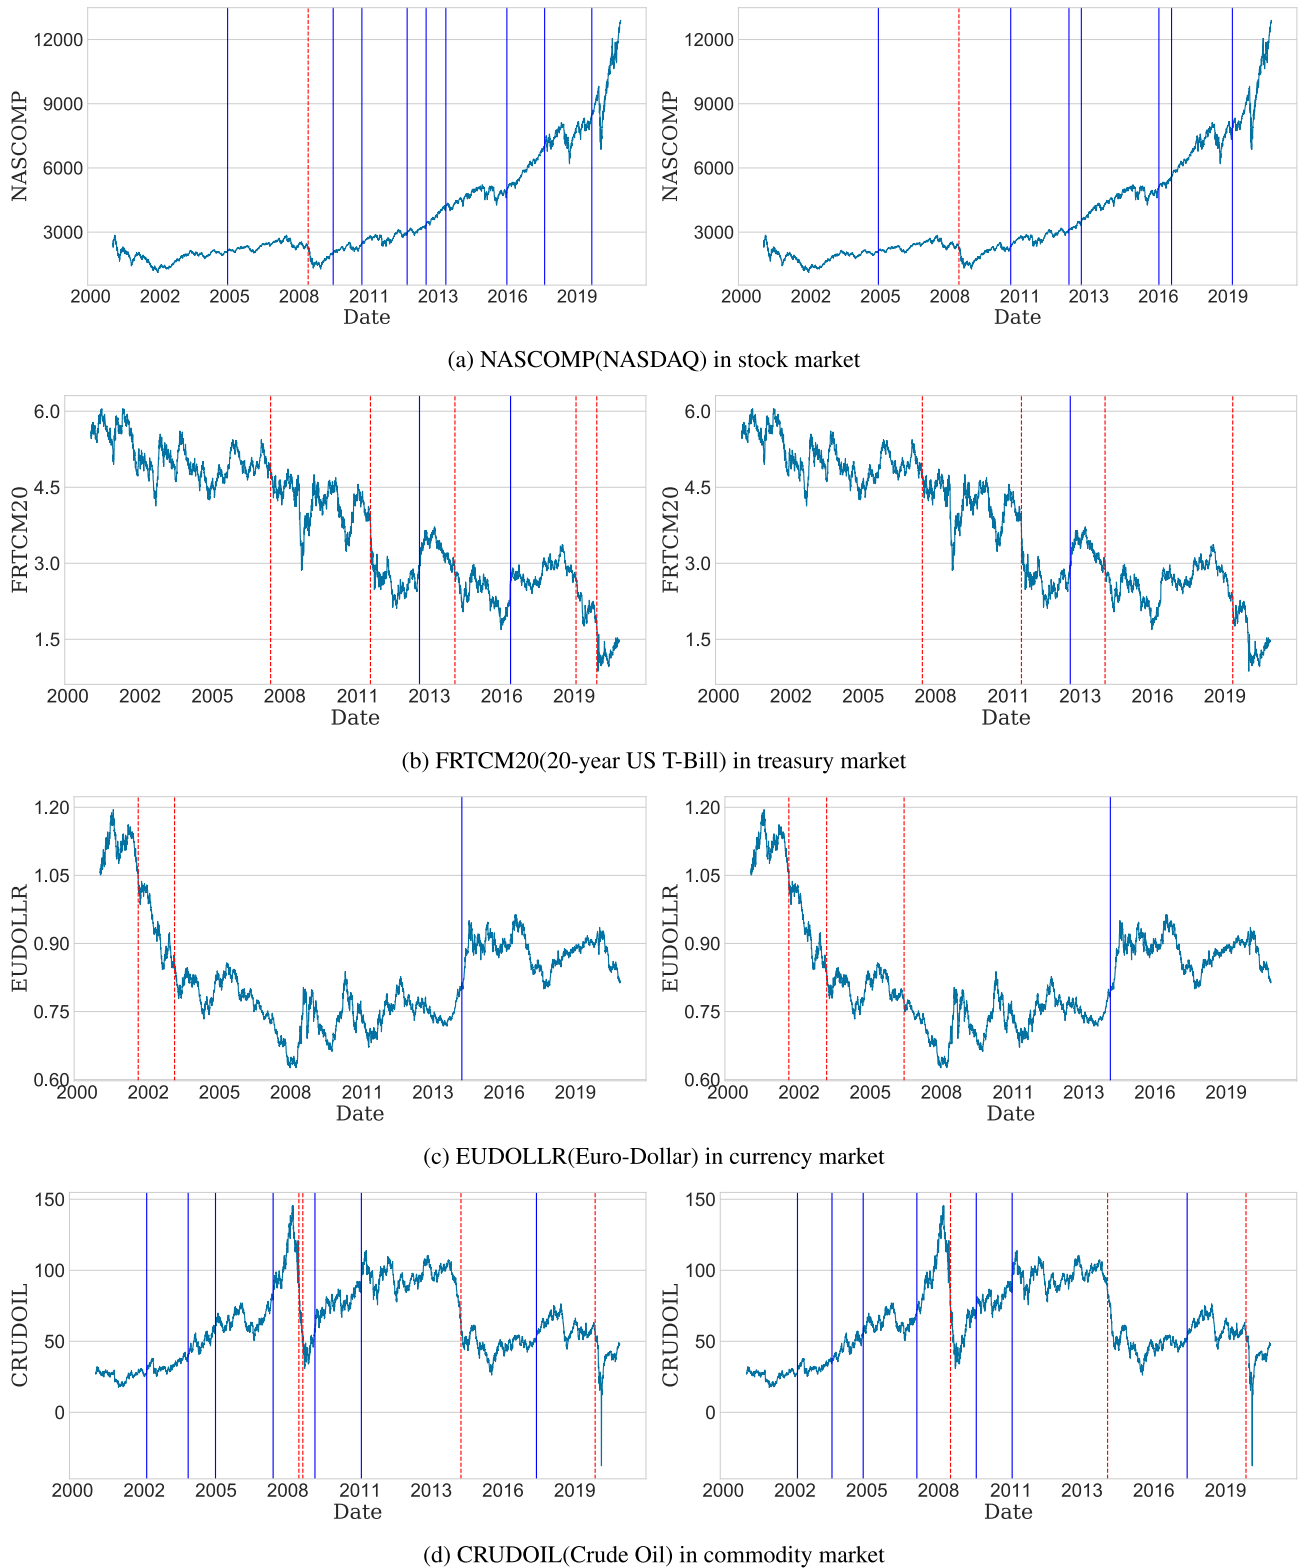 12000
9000
6000
3000
NASCOMP
2000 2002 2005 2008 2011 2013 2016 2019
Date
12000
9000
6000
3000
NASCOMP
2000 2002 2005 2008 2011 2013 2016 2019
Date
(a) NASCOMP(NASDAQ) in stock market
6.0
4.5
3.0
1.5
FRTCM20
2000 2002 2005 2008 2011 2013 2016 2019
Date
6.0
4.5
3.0
1.5
FRTCM20
2000 2002 2005 2008 2011 2013 2016 2019
Date
(b) FRTCM20(20-year US T-Bill) in treasury market
1.20
1.05
0.90
0.75
0.60
EUDOLLR
2000 2002 2005 2008 2011 2013 2016 2019
Date
1.20
1.05
0.90
0.75
0.60
EUDOLLR
2000 2002 2005 2008 2011 2013 2016 2019
Date
(c) EUDOLLR(Euro-Dollar) in currency market
150
100
50
0
CRUDOIL
2000 2002 2005 2008 2011 2013 2016 2019
Date
150
100
50
0
CRUDOIL
2000 2002 2005 2008 2011 2013 2016 2019
Date
(d) CRUDOIL(Crude Oil) in commodity market